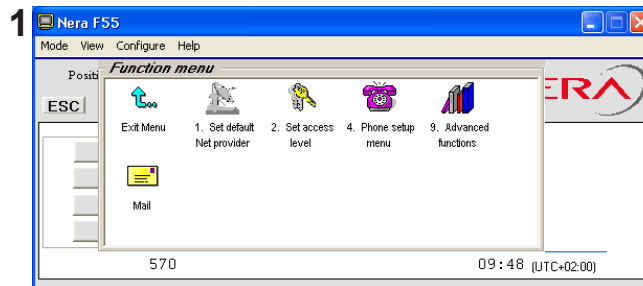 1
Nera F55
Mode View Configure Help
Function menu
Positi
ERA
ESC
Exit Menu
1. Set default Net provider
2. Set access level
4. Phone setup menu
9. Advanced functions
Mail
570
09:48 (UTC+02:00)